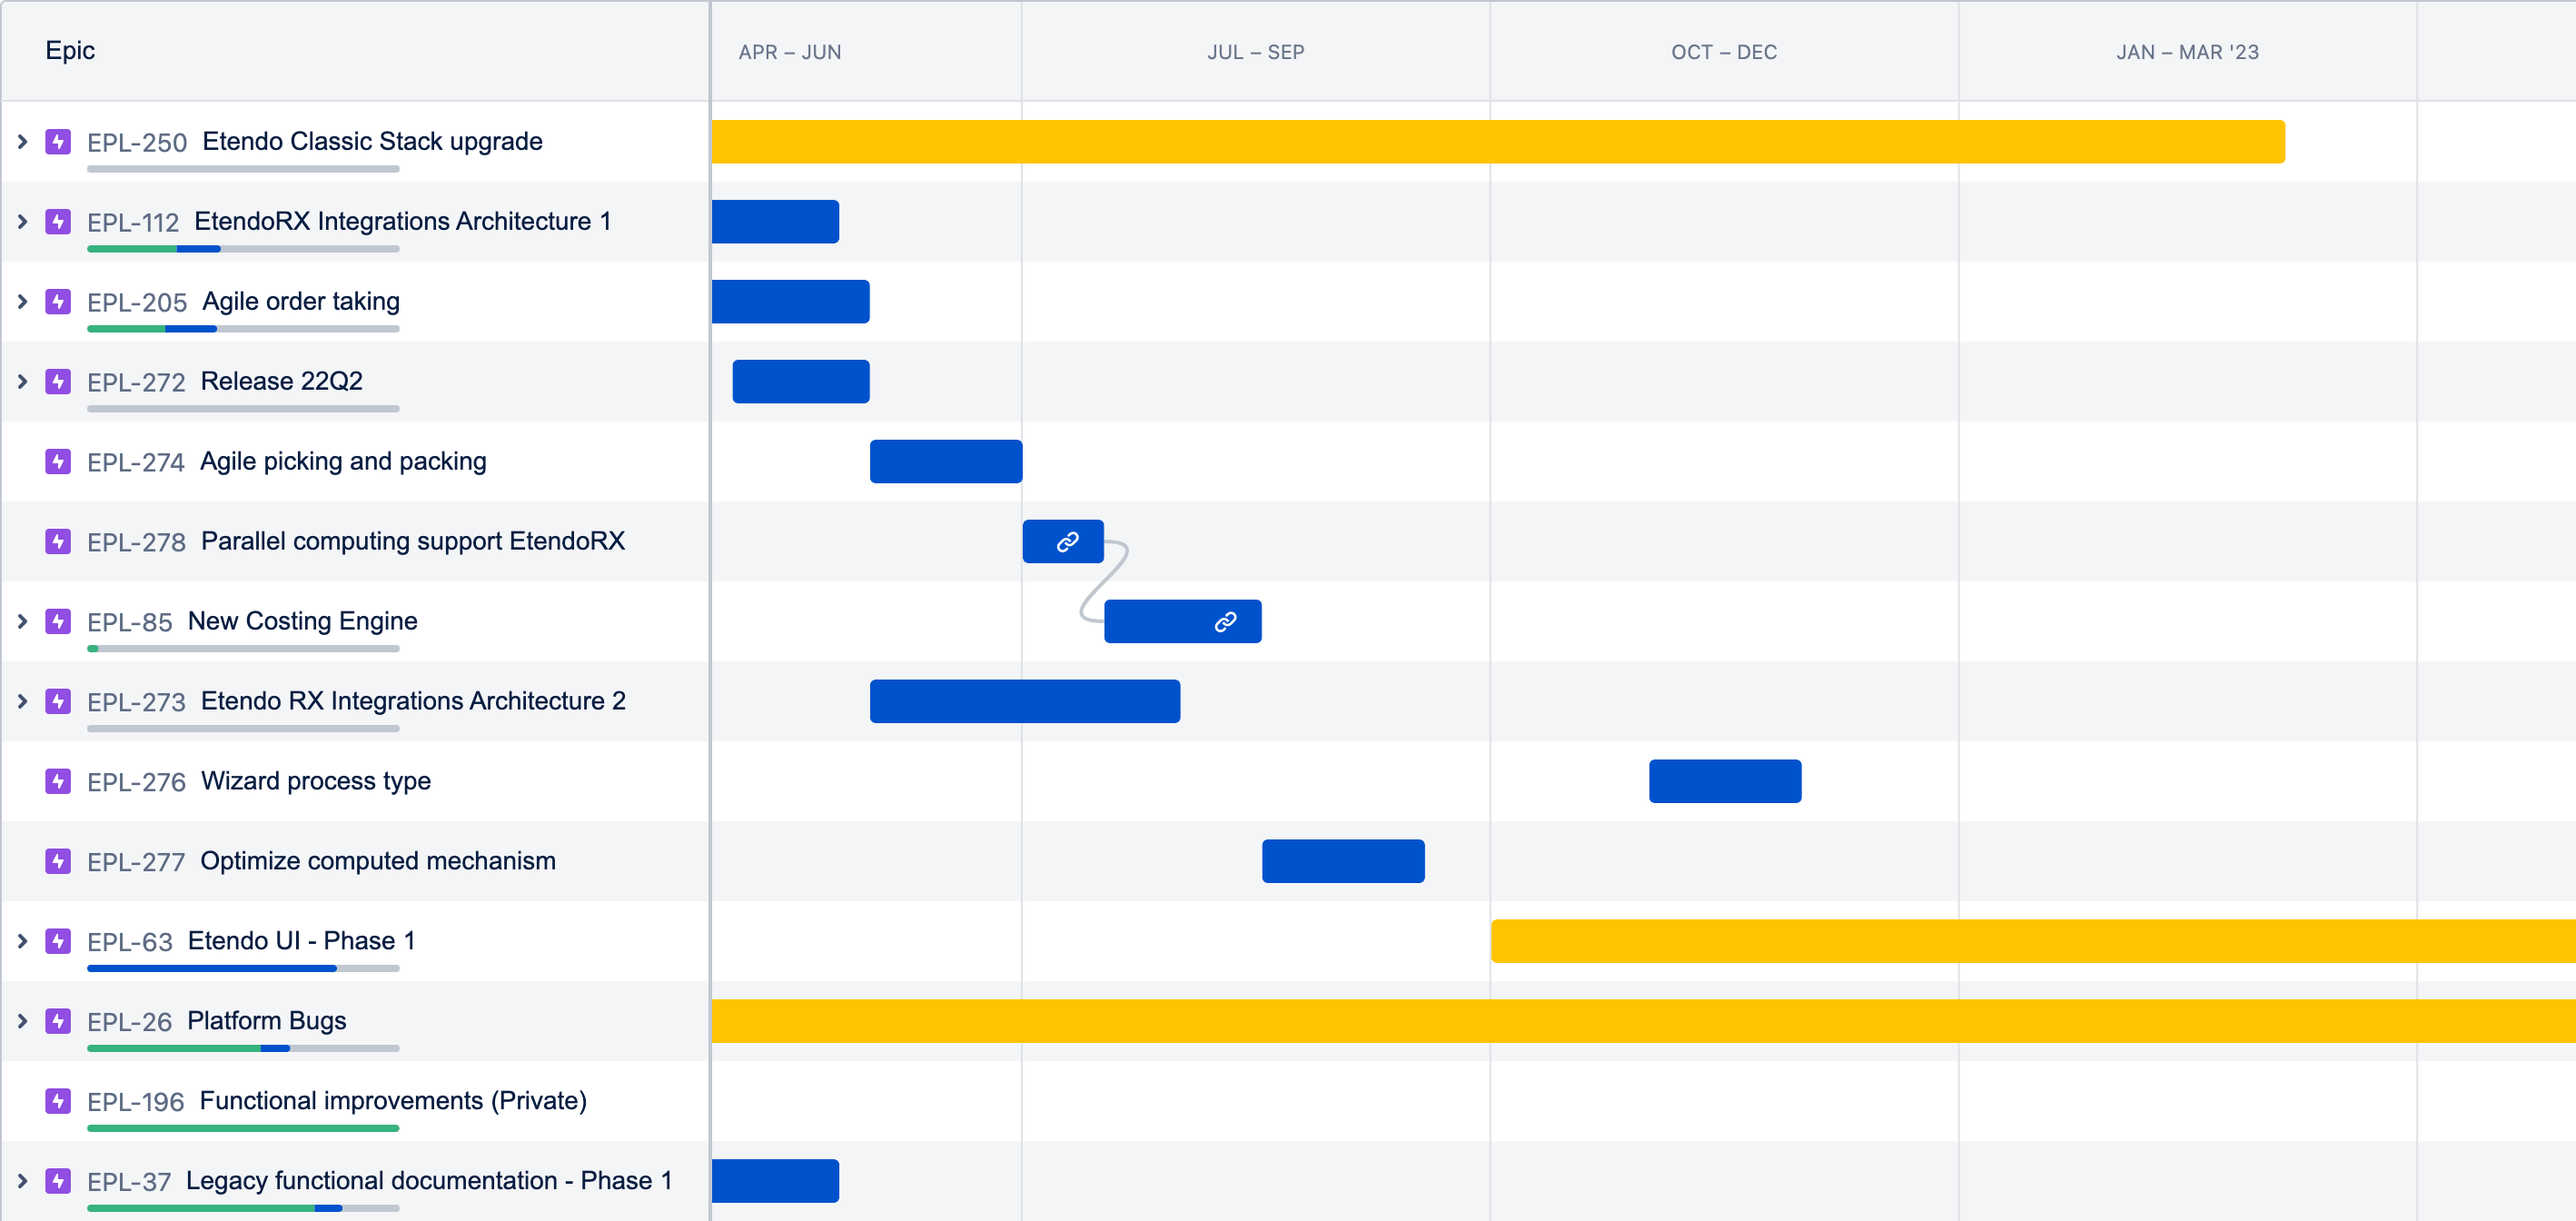 Epic
APR – JUN
JUL – SEP
OCT – DEC
JAN – MAR '23
EPL-250 Etendo Classic Stack upgrade
EPL-112 EtendoRX Integrations Architecture 1
EPL-205 Agile order taking
EPL-272 Release 22Q2
EPL-274 Agile picking and packing
EPL-278 Parallel computing support EtendoRX
EPL-85 New Costing Engine
EPL-273 Etendo RX Integrations Architecture 2
EPL-276 Wizard process type
EPL-277 Optimize computed mechanism
EPL-63 Etendo UI - Phase 1
EPL-26 Platform Bugs
EPL-196 Functional improvements (Private)
EPL-37 Legacy functional documentation - Phase 1